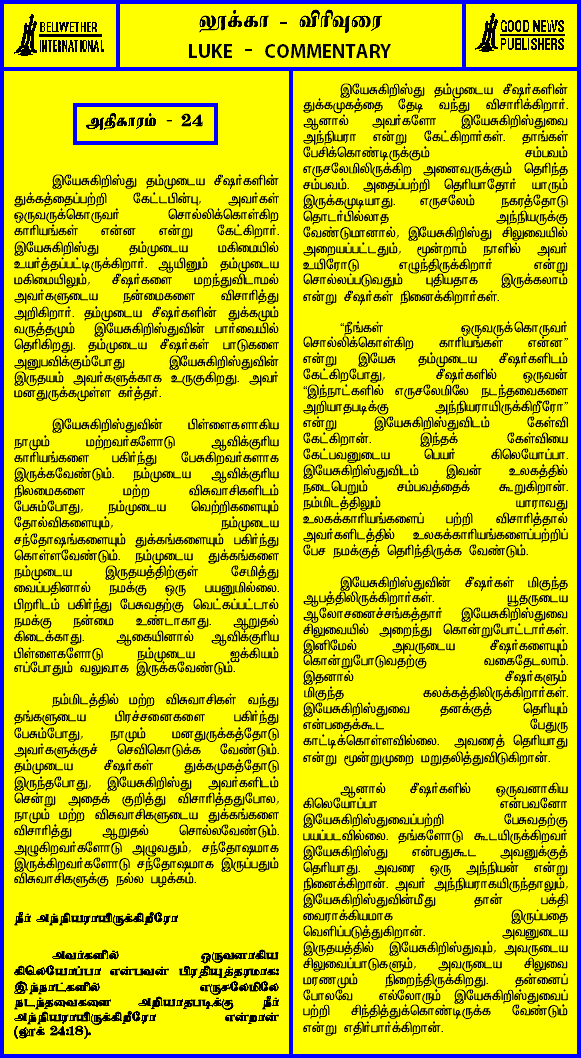 BELLWETHER
INTERNATIONAL
லூக்கா - விரிவுரை
LUKE - COMMENTARY
GOOD NEWS
PUBLISHERS
அதிகாரம் - 24
இயேசுகிறிஸ்து தம்முடைய சீஷர்களின்
துக்கத்தைப்பற்றி கேட்டபின்பு, அவர்கள்
ஒருவருக்கொருவர் சொல்லிக்கொள்கிற
காரியங்கள் என்ன என்று கேட்கிறார்.
இயேசுகிறிஸ்து தம்முடைய மகிமையில்
உயர்த்தப்பட்டிருக்கிறார். ஆயினும் தம்முடைய
மகிமையிலும், சீஷர்களை மறந்துவிடாமல்
அவர்களுடைய நன்மைகளை விசாரித்து
அறிகிறார். தம்முடைய சீஷர்களின் துக்கமும்
வருத்தமும் இயேசுகிறிஸ்துவின் பார்வையில்
தெரிகிறது. தம்முடைய சீஷர்கள் பாடுகளை
அனுபவிக்கும்போது இயேசுகிறிஸ்துவின்
இருதயம் அவர்களுக்காக உருகுகிறது. அவர்
மனதுருக்கமுள்ள கர்த்தர்.
இயேசுகிறிஸ்துவின் பிள்ளைகளாகிய
நாமும் மற்றவர்களோடு ஆவிக்குரிய
காரியங்களை பகிர்ந்து பேசுகிறவர்களாக
இருக்கவேண்டும். நம்முடைய ஆவிக்குரிய
நிலமைகளை மற்ற விசுவாசிகளிடம்
பேசும்போது, நம்முடைய வெற்றிகளையும்
தோல்விகளையும், நம்முடைய
சந்தோஷங்களையும் துக்கங்களையும் பகிர்ந்து
கொள்ளவேண்டும். நம்முடைய துக்கங்களை
நம்முடைய இருதயத்திற்குள் சேமித்து
வைப்பதினால் நமக்கு ஒரு பயனுமில்லை.
பிறரிடம் பகிர்ந்து பேசுவதற்கு வெட்கப்பட்டால்
நமக்கு நன்மை உண்டாகாது. ஆறுதல்
கிடைக்காது. ஆகையினால் ஆவிக்குரிய
பிள்ளைகளோடு நம்முடைய ஐக்கியம்
எப்போதும் வலுவாக இருக்கவேண்டும்.
நம்மிடத்தில் மற்ற விசுவாசிகள் வந்து
தங்களுடைய பிரச்சனைகளை பகிர்ந்து
பேசும்போது, நாமும் மனதுருக்கத்தோடு
அவர்களுக்குச் செவிகொடுக்க வேண்டும்.
தம்முடைய சீஷர்கள் துக்கமுகத்தோடு
இருந்தபோது, இயேசுகிறிஸ்து அவர்களிடம்
சென்று அதைக் குறித்து விசாரித்ததுபோல,
நாமும் மற்ற விசுவாசிகளுடைய துக்கங்களை
விசாரித்து ஆறுதல் சொல்லவேண்டும்.
அழுகிறவர்களோடு அழுவதும், சந்தோஷமாக
இருக்கிறவர்களோடு சந்தோஷமாக இருப்பதும்
விசுவாசிகளுக்கு நல்ல பழக்கம்.
நீர் அந்நியராயிருக்கிறீரோ
அவர்களில் ஒருவனாகிய
கிலெயோப்பா என்பவன் பிரதியுத்தரமாக:
இந்நாட்களில் எருசலேமிலே
நடந்தவைகளை அறியாதபடிக்கு நீர்
அந்நியராயிருக்கிறீரோ என்றான்
(லூக் 24:18).
இயேசுகிறிஸ்து தம்முடைய சீஷர்களின்
துக்கமுகத்தை தேடி வந்து விசாரிக்கிறார்.
ஆனால் அவர்களோ இயேசுகிறிஸ்துவை
அந்நியரா என்று கேட்கிறார்கள். தாங்கள்
பேசிக்கொண்டிருக்கும் சம்பவம்
எருசலேமிலிருக்கிற அனைவருக்கும் தெரிந்த
சம்பவம். அதைப்பற்றி தெரியாதோர் யாரும்
இருக்கமுடியாது. எருசலேம் நகரத்தோடு
தொடர்பில்லாத அந்நியருக்கு
வேண்டுமானால், இயேசுகிறிஸ்து சிலுவையில்
அறையப்பட்டதும், மூன்றாம் நாளில் அவர்
உயிரோடு எழுந்திருக்கிறார் என்று
சொல்லப்படுவதும் புதியதாக இருக்கலாம்
என்று சீஷர்கள் நினைக்கிறார்கள்.
“நீங்கள் ஒருவருக்கொருவர்
சொல்லிக்கொள்கிற காரியங்கள் என்ன”
என்று இயேசு தம்முடைய சீஷர்களிடம்
கேட்கிறபோது, சீஷர்களில் ஒருவன்
“இந்நாட்களில் எருசலேமிலே நடந்தவைகளை
அறியாதபடிக்கு அந்நியராயிருக்கிறீரோ”
என்று இயேசுகிறிஸ்துவிடம் கேள்வி
கேட்கிறான். இந்தக் கேள்வியை
கேட்பவனுடைய பெயர் கிலெயோப்பா.
இயேசுகிறிஸ்துவிடம் இவன் உலகத்தில்
நடைபெறும் சம்பவத்தைக் கூறுகிறான்.
நம்மிடத்திலும் யாராவது
உலகக்காரியங்களைப் பற்றி விசாரித்தால்
அவர்களிடத்தில் உலகக்காரியங்களைப்பற்றிப்
பேச நமக்குத் தெரிந்திருக்க வேண்டும்.
இயேசுகிறிஸ்துவின் சீஷர்கள் மிகுந்த
ஆபத்திலிருக்கிறார்கள். யூதருடைய
ஆலோசனைச்சங்கத்தார் இயேசுகிறிஸ்துவை
சிலுவையில் அறைந்து கொன்றுபோட்டார்கள்.
இனிமேல் அவருடைய சீஷர்களையும்
கொன்றுபோடுவதற்கு வகைதேடலாம்.
இதனால் சீஷர்களும்
மிகுந்த கலக்கத்திலிருக்கிறார்கள்.
இயேசுகிறிஸ்துவை தனக்குத் தெரியும்
என்பதைக்கூட பேதுரு
காட்டிக்கொள்ளவில்லை. அவரைத் தெரியாது
என்று மூன்றுமுறை மறுதலித்துவிடுகிறான்.
ஆனால் சீஷர்களில் ஒருவனாகிய
கிலெயோப்பா என்பவனோ
இயேசுகிறிஸ்துவைப்பற்றி பேசுவதற்கு
பயப்படவில்லை. தங்களோடு கூடயிருக்கிறவர்
இயேசுகிறிஸ்து என்பதுகூட அவனுக்குத்
தெரியாது. அவரை ஒரு அந்நியன் என்று
நினைக்கிறான். அவர் அந்நியராகயிருந்தாலும்,
இயேசுகிறிஸ்துவின்மீது தான் பக்தி
வைராக்கியமாக இருப்பதை
வெளிப்படுத்துகிறான். அவனுடைய
இருதயத்தில் இயேசுகிறிஸ்துவும், அவருடைய
சிலுவைப்பாடுகளும், அவருடைய சிலுவை
மரணமும் நிறைந்திருக்கிறது. தன்னைப்
போலவே எல்லோரும் இயேசுகிறிஸ்துவைப்
பற்றி சிந்தித்துக்கொண்டிருக்க வேண்டும்
என்று எதிர்பார்க்கிறான்.